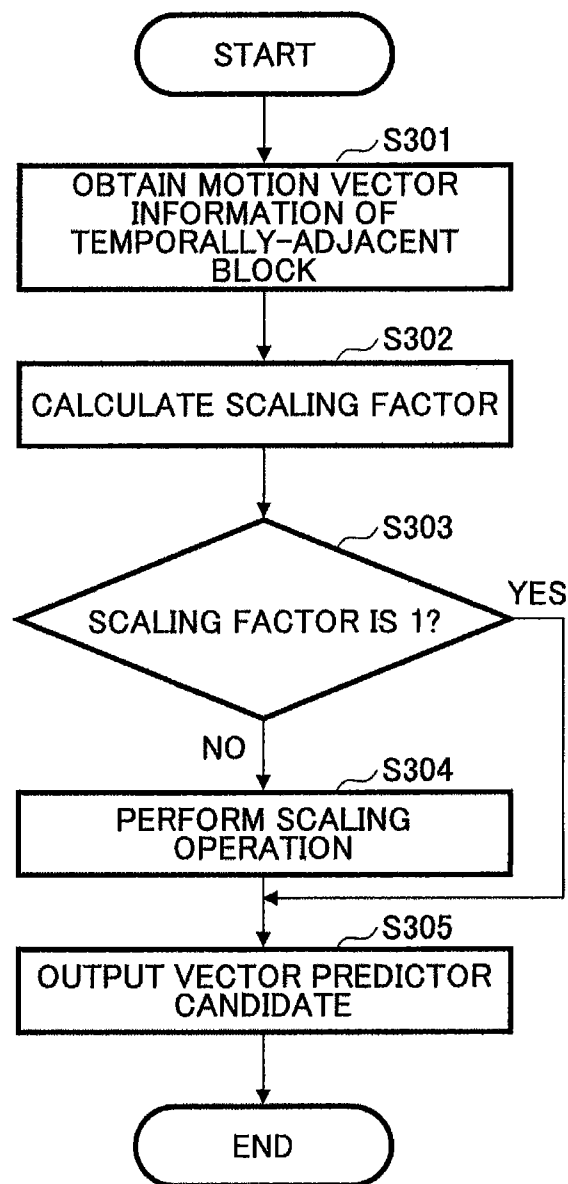 START
S301
OBTAIN MOTION VECTOR
INFORMATION OF
TEMPORALLY-ADJACENT
BLOCK
S302
CALCULATE SCALING FACTOR
S303
SCALING FACTOR IS 1?
YES
NO
S304
PERFORM SCALING
OPERATION
S305
OUTPUT VECTOR PREDICTOR
CANDIDATE
END